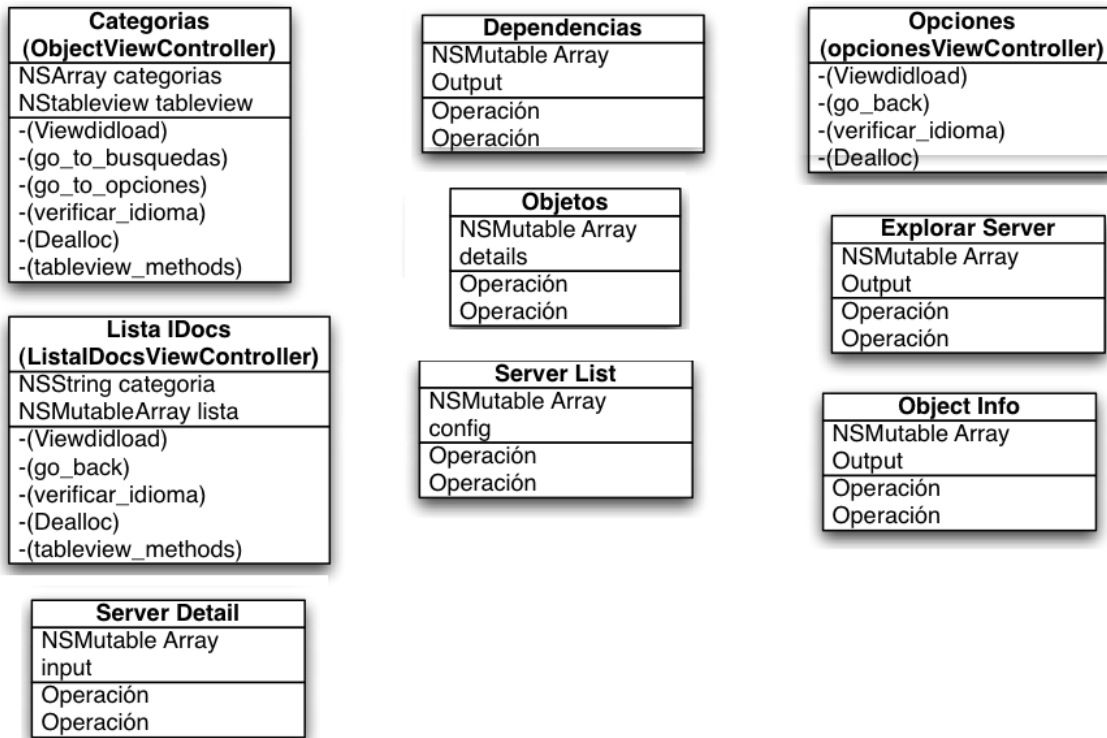 Categorias
(ObjectViewController)
NSArray categorias
NStableview tableview
-(Viewdidload)
-(go_to_busquedas)
-(go_to_opciones)
-(verificar_idioma)
-(Dealloc)
-(tableview_methods)
Lista IDocs
(ListaIDocsViewController)
NSString categoria
NSMutableArray lista
-(Viewdidload)
-(go_back)
-(verificar_idioma)
-(Dealloc)
-(tableview_methods)
Server Detail
NSMutable Array
input
Operación
Operación
Dependencias
NSMutable Array
Output
Operación
Operación
Objetos
NSMutable Array
details
Operación
Operación
Server List
NSMutable Array
config
Operación
Operación
Opciones
(opcionesViewController)
-(Viewdidload)
-(go_back)
-(verificar_idioma)
-(Dealloc)
Explorar Server
NSMutable Array
Output
Operación
Operación
Object Info
NSMutable Array
Output
Operación
Operación